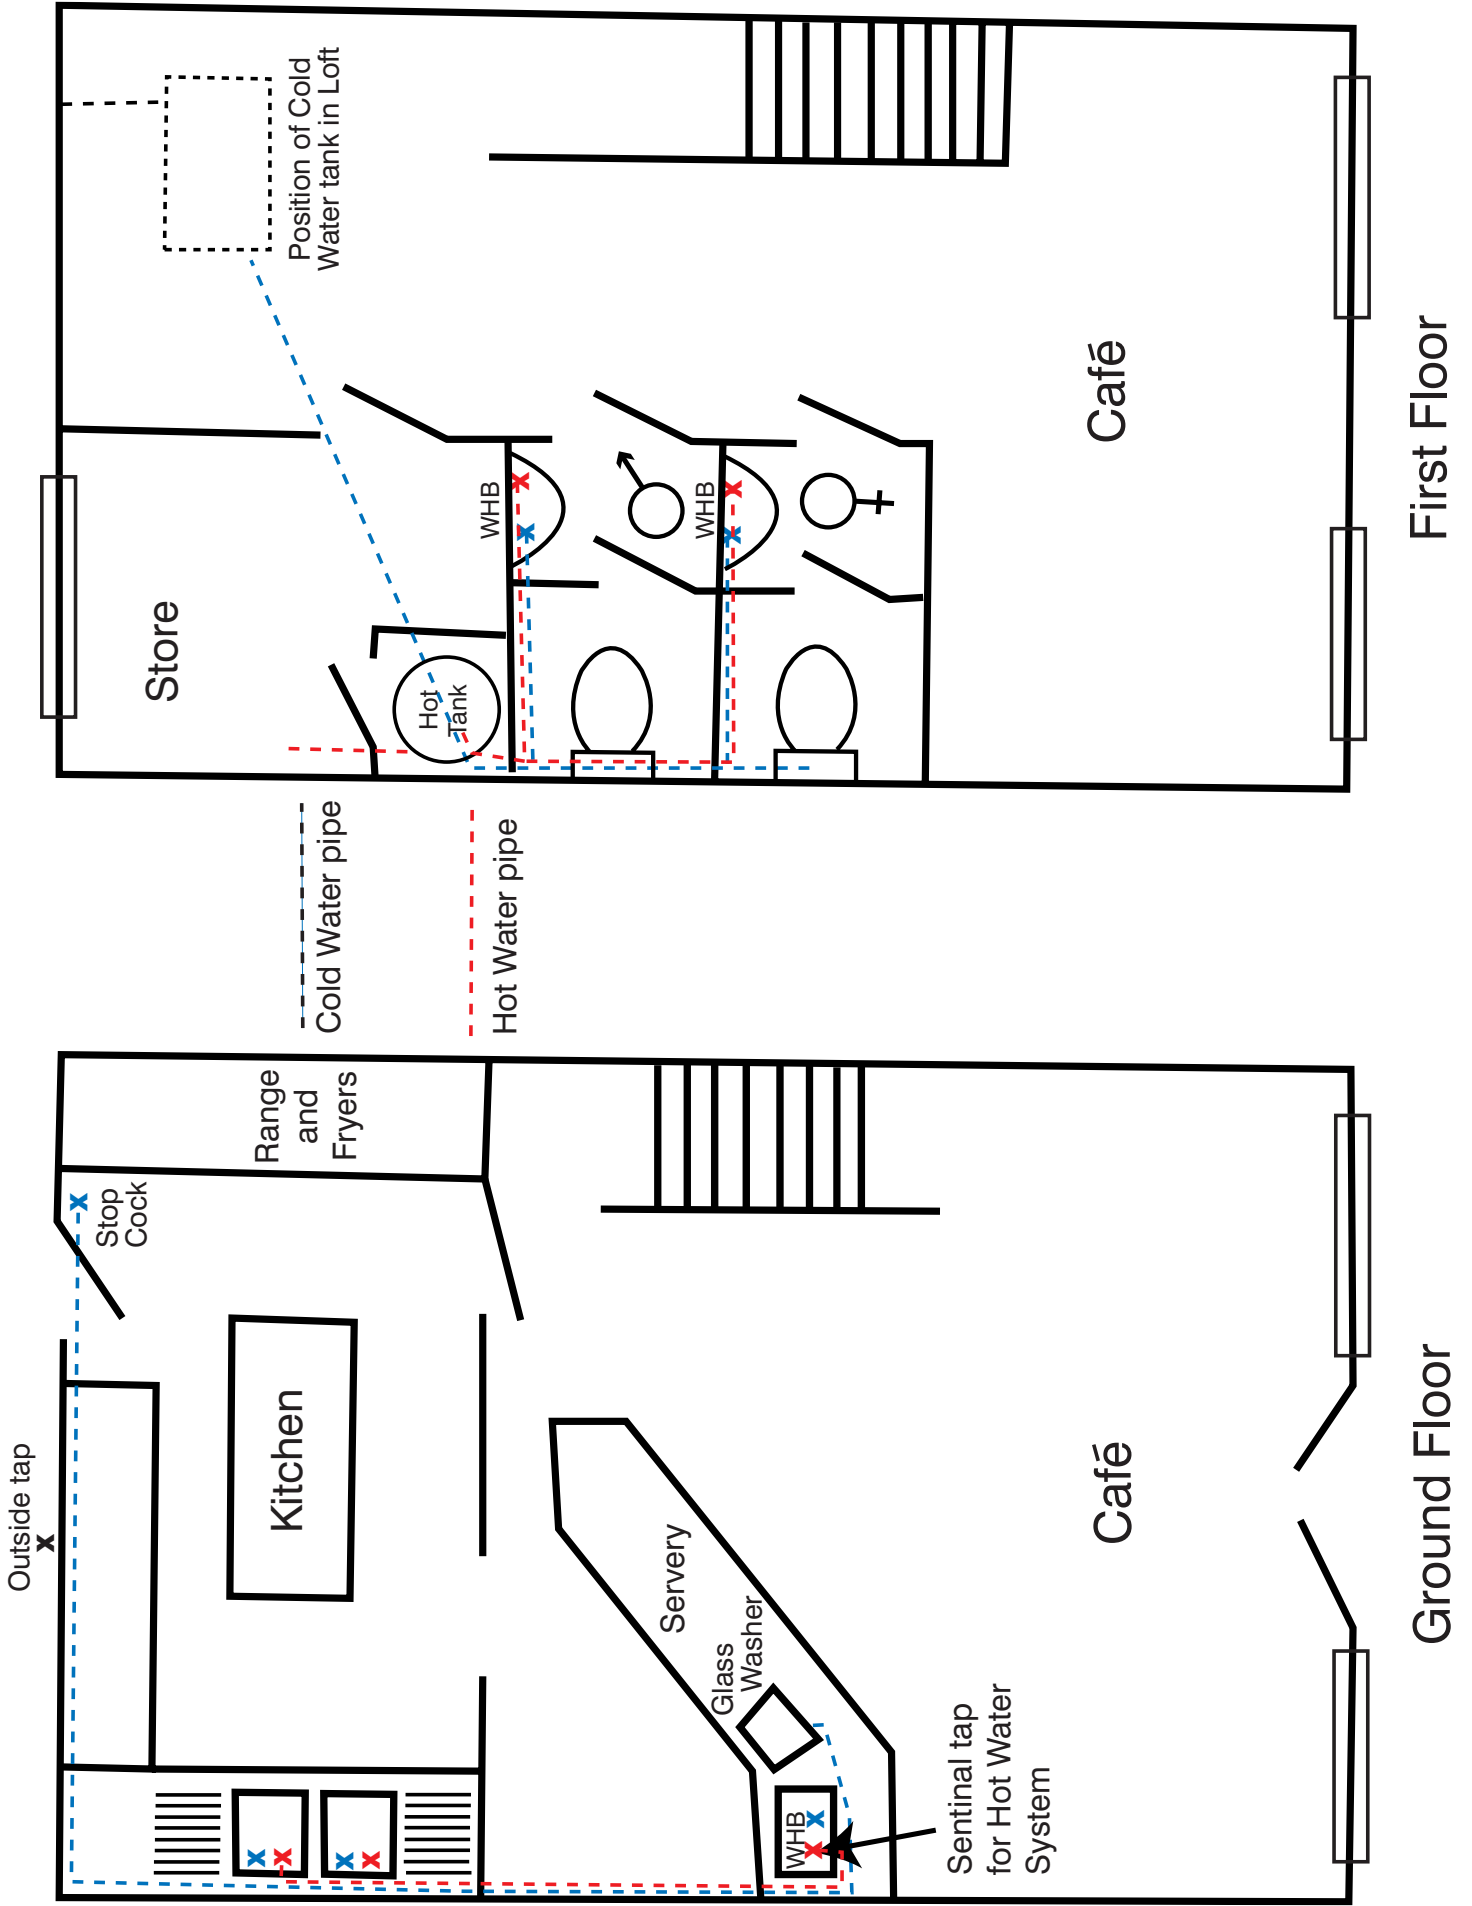 Outside tap
x
Stop
Cock
Range
and
Fryers
Kitchen
Servery
Glass
Washer
WHB
x
x
x
x
x
x
x
Sentinal tap
for Hot Water
System
Café
Ground Floor
Cold Water pipe
Hot Water pipe
Store
Position of Cold
Water tank in Loft
Hot
Tank
WHB
x
x
WHB
x
x
Café
First Floor